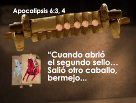 Apocalipsis 6:3, 4
“Cuando abrió
el segundo sello...
Salió otro caballo,
bermejo...